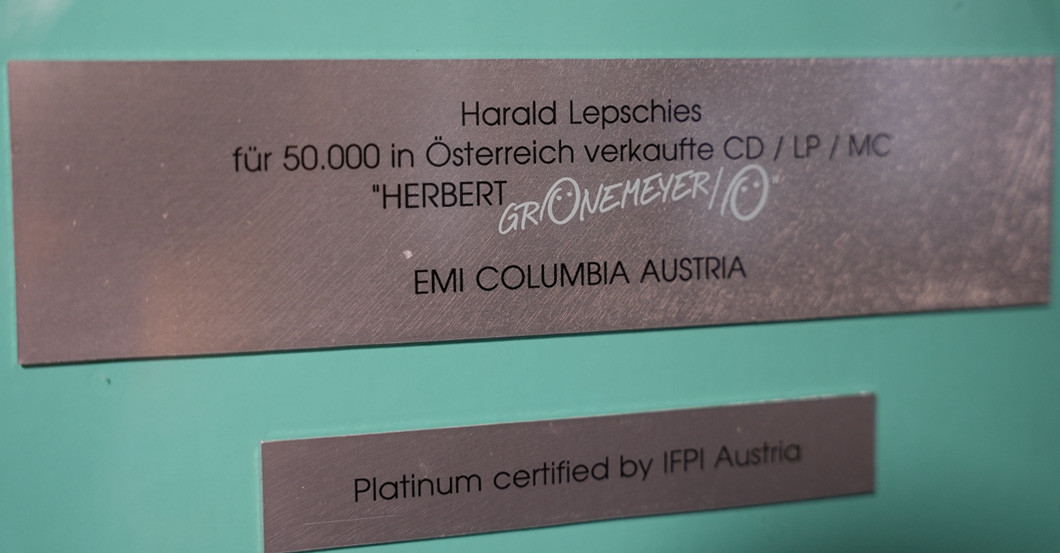 Harald Lepschies
für 50.000 in Österreich verkaufte CD / LP / MC
"HERBERT GRÖNEMEYER/Ö"
EMI COLUMBIA AUSTRIA
Platinum certified by IFPI Austria